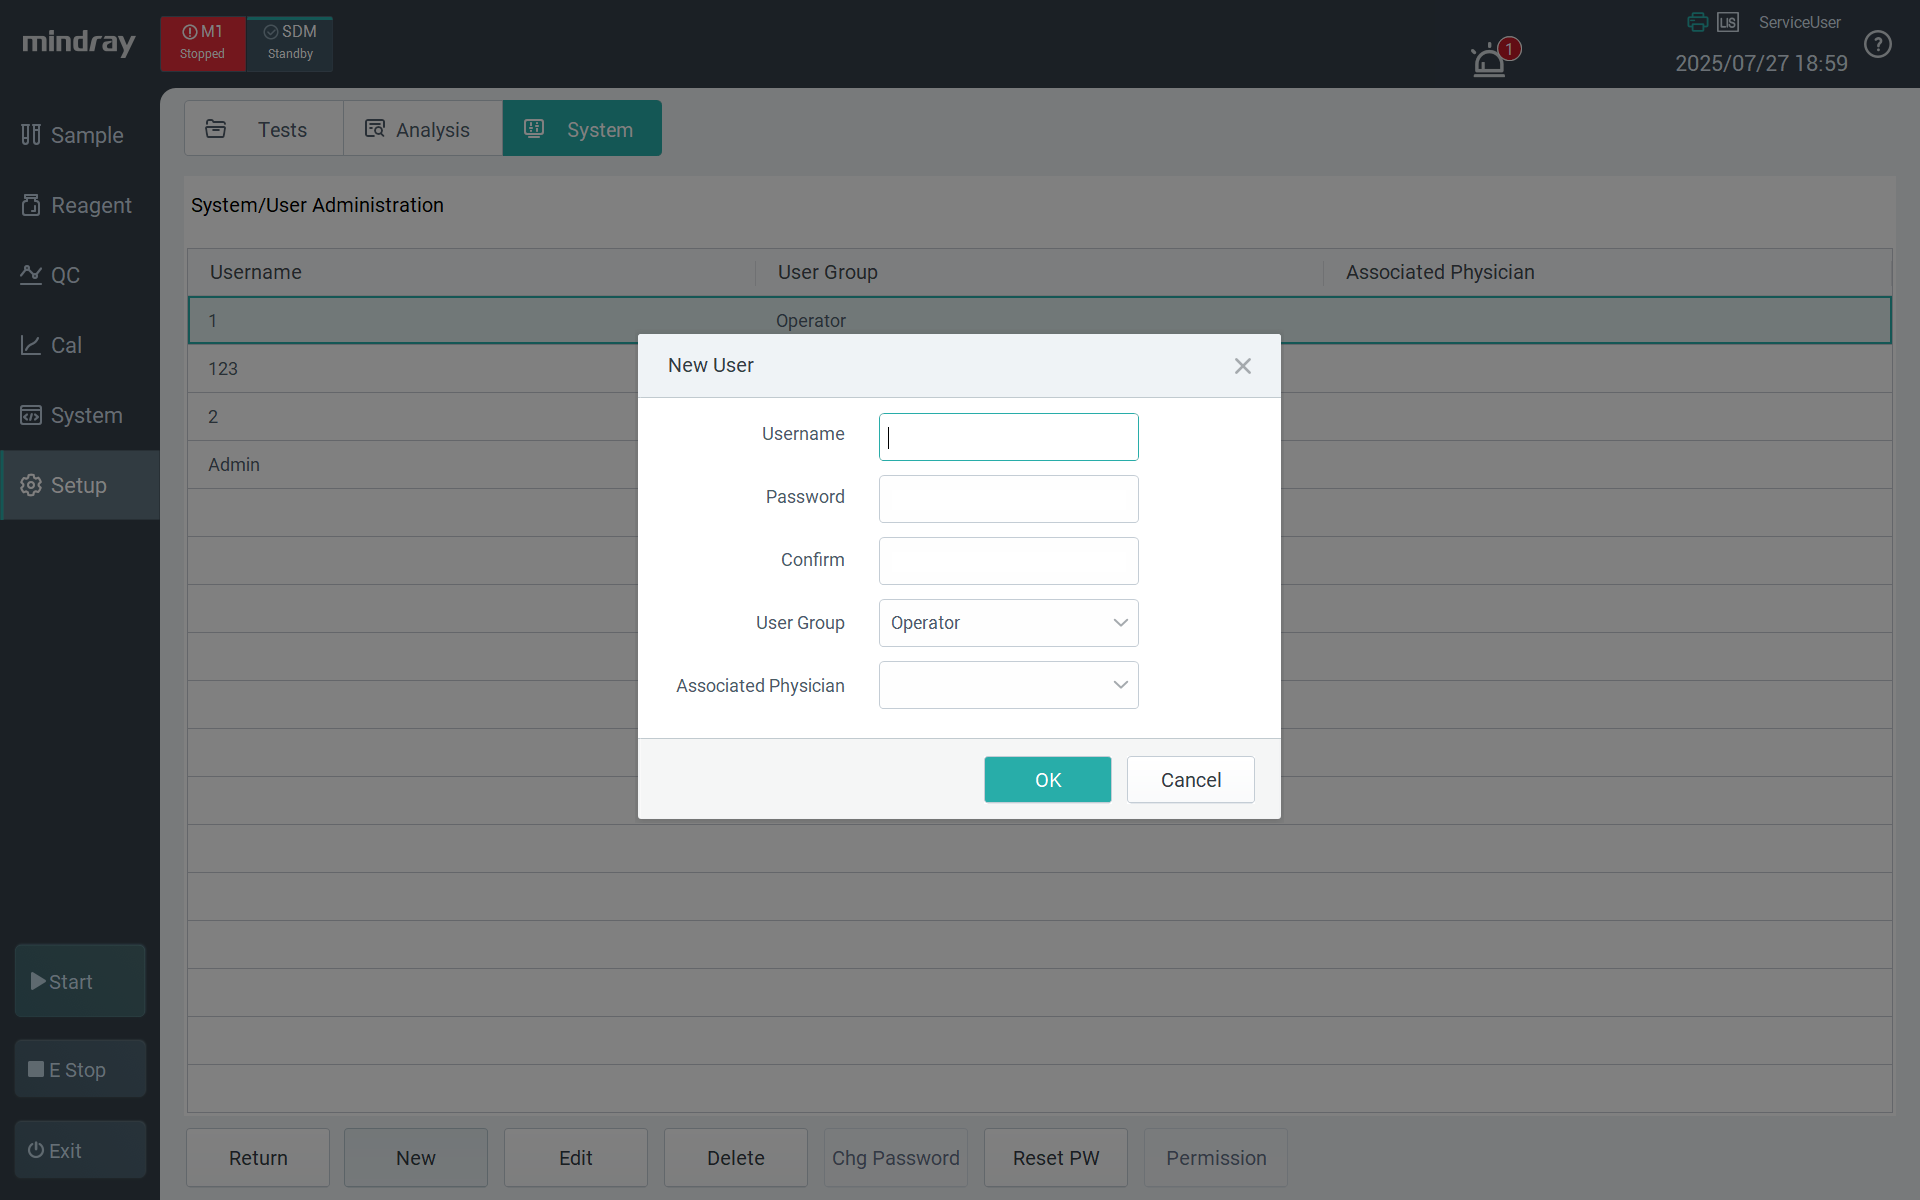 mindray
M1
Stopped
SDM
Standby
1
LIS
ServiceUser
2025/07/27 18:59
?
Sample
Reagent
QC
Cal
System
Setup
Start
E Stop
Exit
Tests
Analysis
System
System/User Administration
Username
User Group
Associated Physician
1
Operator
123
2
Admin
New User
Username
Password
Confirm
User Group
Operator
Associated Physician
OK
Cancel
Return
New
Edit
Delete
Chg Password
Reset PW
Permission